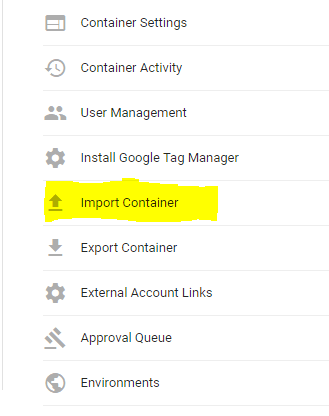 Container Settings
Container Activity
User Management
Install Google Tag Manager
Import Container
Export Container
External Account Links
Approval Queue
Environments